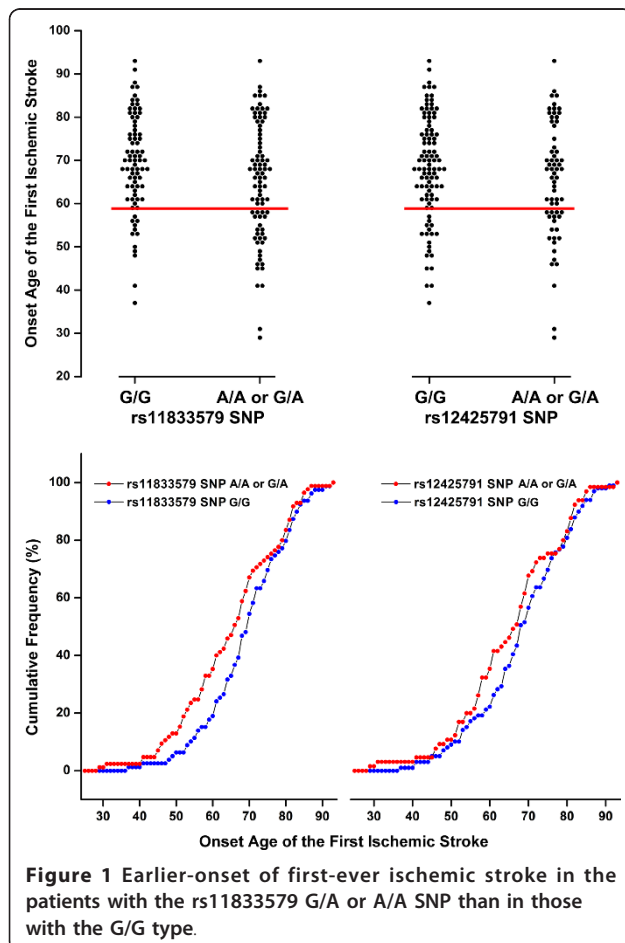 Onset Age of the First Ischemic Stroke
100
90
80
70
60
50
40
30
20
G/G
A/A or G/A
rs11833579 SNP
G/G
A/A or G/A
rs12425791 SNP
Cumulative Frequency (%)
100
80
60
40
20
0
rs11833579 SNP A/A or G/A
rs11833579 SNP G/G
rs12425791 SNP A/A or G/A
rs12425791 SNP G/G
30 40 50 60 70 80 90
30 40 50 60 70 80 90
Onset Age of the First Ischemic Stroke
Figure 1 Earlier-onset of first-ever ischemic stroke in the
patients with the rs11833579 G/A or A/A SNP than in those
with the G/G type.